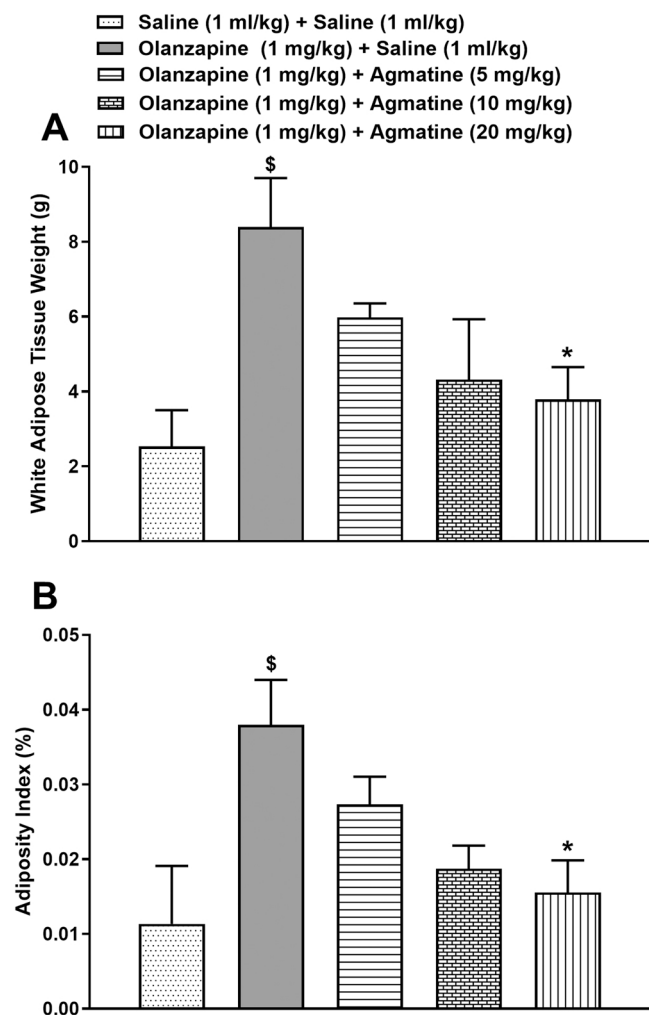 Saline (1 ml/kg) + Saline (1 ml/kg)
Olanzapine (1 mg/kg) + Saline (1 ml/kg)
Olanzapine (1 mg/kg) + Agmatine (5 mg/kg)
Olanzapine (1 mg/kg) + Agmatine (10 mg/kg)
Olanzapine (1 mg/kg) + Agmatine (20 mg/kg)
A
White Adipose Tissue Weight (g)
10
8
6
4
2
0
$
*
B
Adiposity Index (%)
0.05
0.04
0.03
0.02
0.01
0.00
$
*